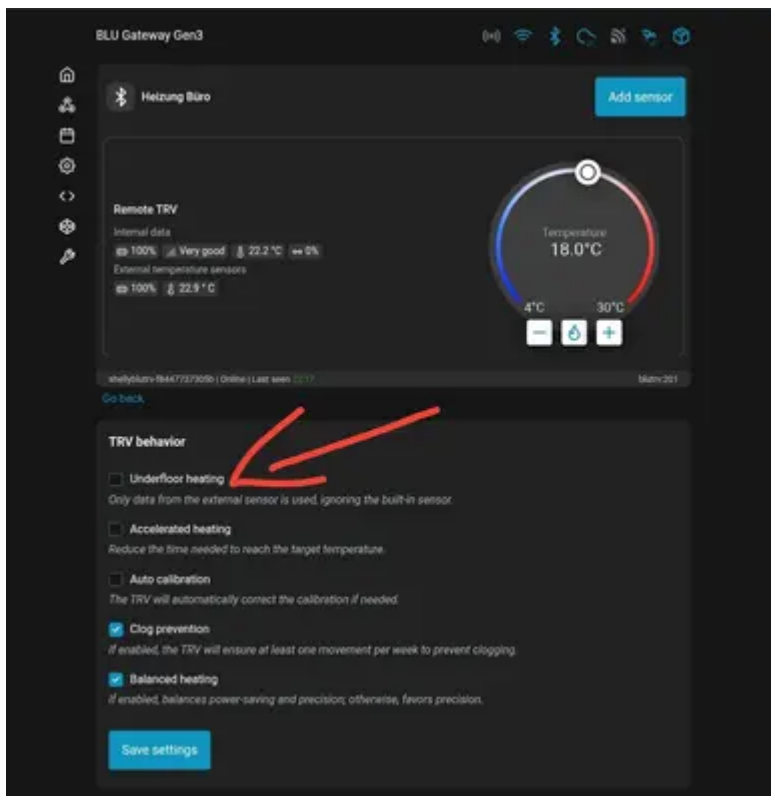 BLU Gateway Gen3
Heizung Büro
Add sensor
Remote TRV
Internal data
100% Very good 22.2 °C 0%
External temperature sensors
100% 22.9 °C
Temperature
18.0°C
4°C 30°C
Online | Last seen
blutrv:201
Go back
TRV behavior
Underfloor heating
Only data from the external sensor is used, ignoring the built-in sensor.
Accelerated heating
Reduce the time needed to reach the target temperature.
Auto calibration
The TRV will automatically correct the calibration if needed.
Clog prevention
If enabled, the TRV will ensure at least one movement per week to prevent clogging.
Balanced heating
If enabled, balances power-saving and precision; otherwise, favors precision.
Save settings